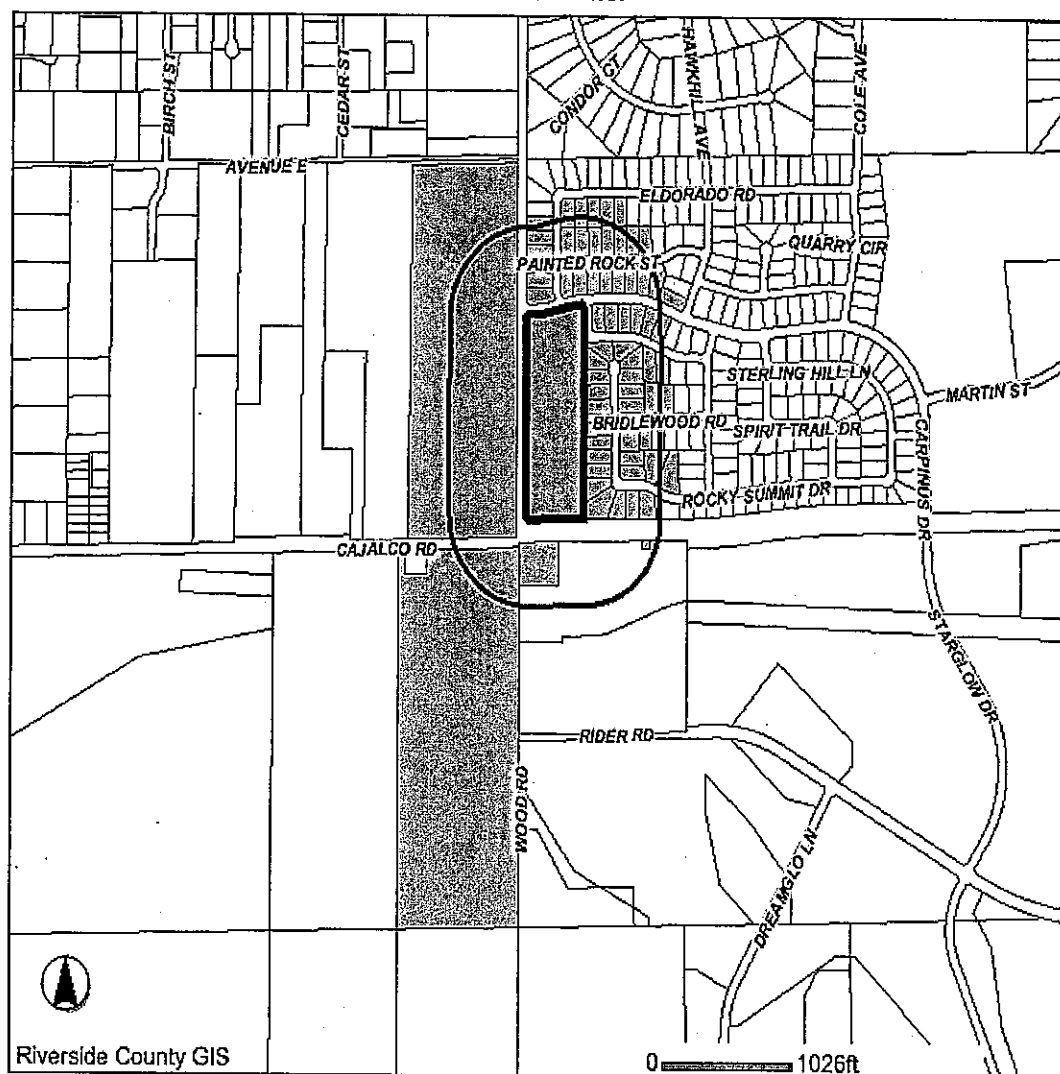 BIRCH ST
CEDAR ST
AVENUE E
CONDOR CT
HAWKHILL AVE
COLE AVE
ELDORADO RD
QUARRY CIR
PAINTED ROCK ST
STERLING HILL LN
MARTIN ST
BRIDLEWOOD RD
SPIRIT TRAIL DR
CARPINUS DR
ROCKY SUMMIT DR
CAJALCO RD
STARGLOW DR
RIDER RD
WOOD RD
DREAMGLO LN
Riverside County GIS
0 1026ft